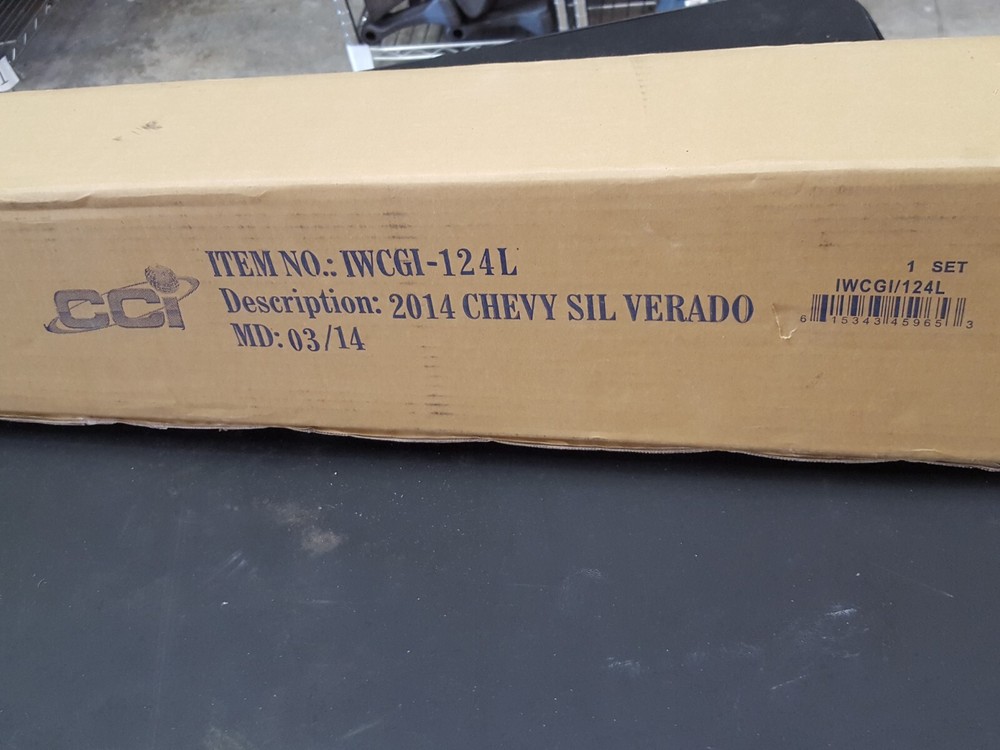 CCi
ITEM NO.: IWCGI-124L
Description: 2014 CHEVY SIL VERADO
MD: 03/14
1 SET
IWCGI/124L
6 15343 45965 3